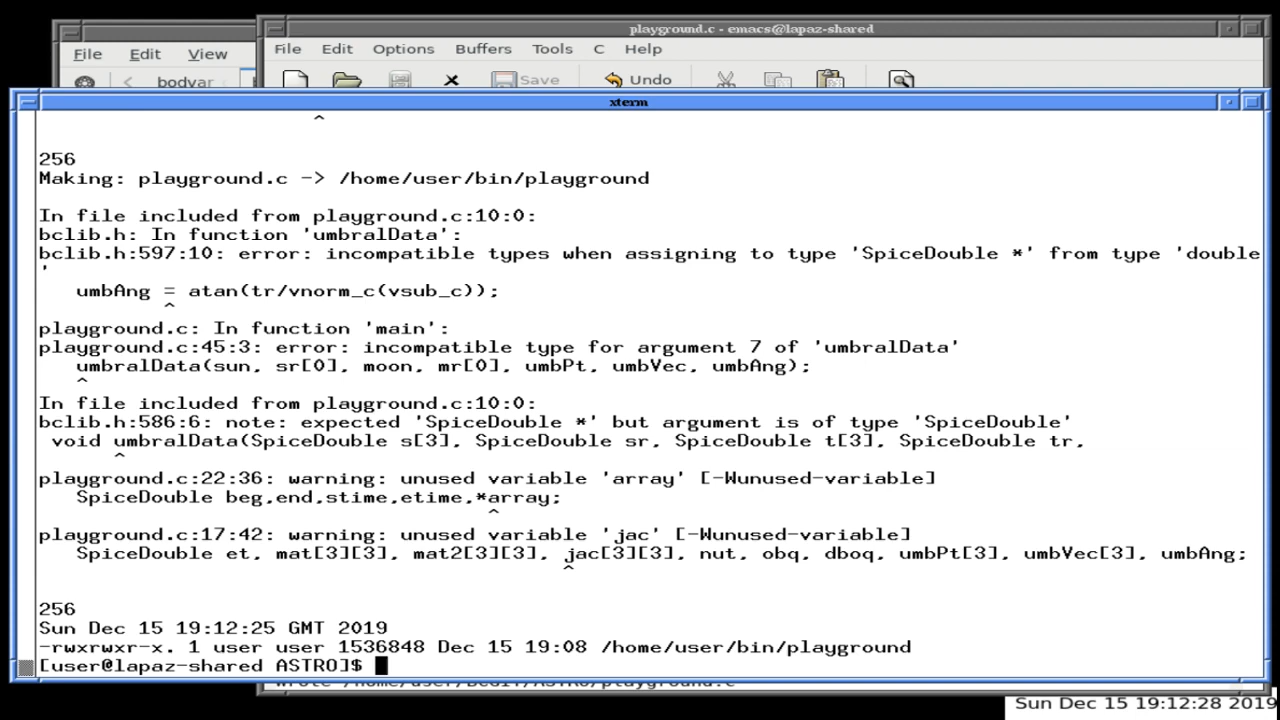 playground.c - emacs@lapaz-shared
File Edit View
File Edit Options Buffers Tools C Help
bodyvar
Save Undo
xterm
^
256
Making: playground.c -> /home/user/bin/playground
In file included from playground.c:10:0:
bclib.h: In function 'umbralData':
bclib.h:597:10: error: incompatible types when assigning to type 'SpiceDouble *' from type 'double
'
umbAng = atan(tr/vnorm_c(vsub_c));
^
playground.c: In function 'main':
playground.c:45:3: error: incompatible type for argument 7 of 'umbralData'
umbralData(sun, sr[0], moon, mr[0], umbPt, umbVec, umbAng);
^
In file included from playground.c:10:0:
bclib.h:586:6: note: expected 'SpiceDouble *' but argument is of type 'SpiceDouble'
void umbralData(SpiceDouble s[3], SpiceDouble sr, SpiceDouble t[3], SpiceDouble tr,
^
playground.c:22:36: warning: unused variable 'array' [-Wunused-variable]
SpiceDouble beg,end,stime,etime,*array;
^
playground.c:17:42: warning: unused variable 'jac' [-Wunused-variable]
SpiceDouble et, mat[3][3], mat2[3][3], jac[3][3], nut, obq, dboq, umbPt[3], umbVec[3], umbAng;
^
256
Sun Dec 15 19:12:25 GMT 2019
-rwxrwxr-x. 1 user user 1536848 Dec 15 19:08 /home/user/bin/playground
[user@lapaz-shared ASTRO]$
Sun Dec 15 19:12:28 2019